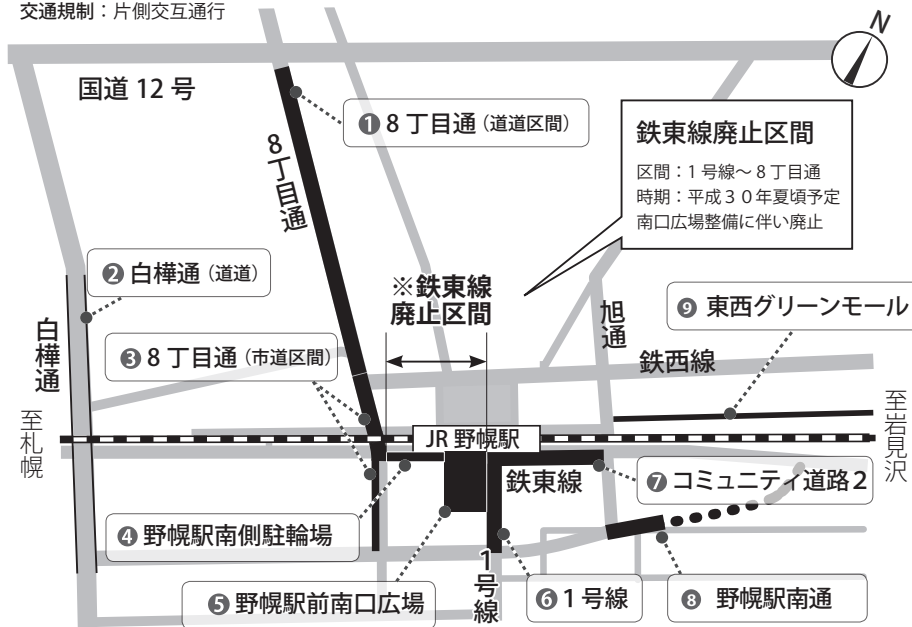 交通規制：片側交互通行
N
国道 12 号
❶ 8 丁目通（道道区間）
8丁目通
鉄東線廃止区間
区間：1 号線～ 8 丁目通
時期：平成３０年夏頃予定
南口広場整備に伴い廃止
❷ 白樺通（道道）
※鉄東線
廃止区間
❾ 東西グリーンモール
旭通
白樺通
❸ 8 丁目通（市道区間）
鉄西線
至札幌
至岩見沢
JR 野幌駅
鉄東線
❼ コミュニティ道路 2
❹ 野幌駅南側駐輪場
❺ 野幌駅前南口広場
1号線
❻ 1 号線
❽ 野幌駅南通